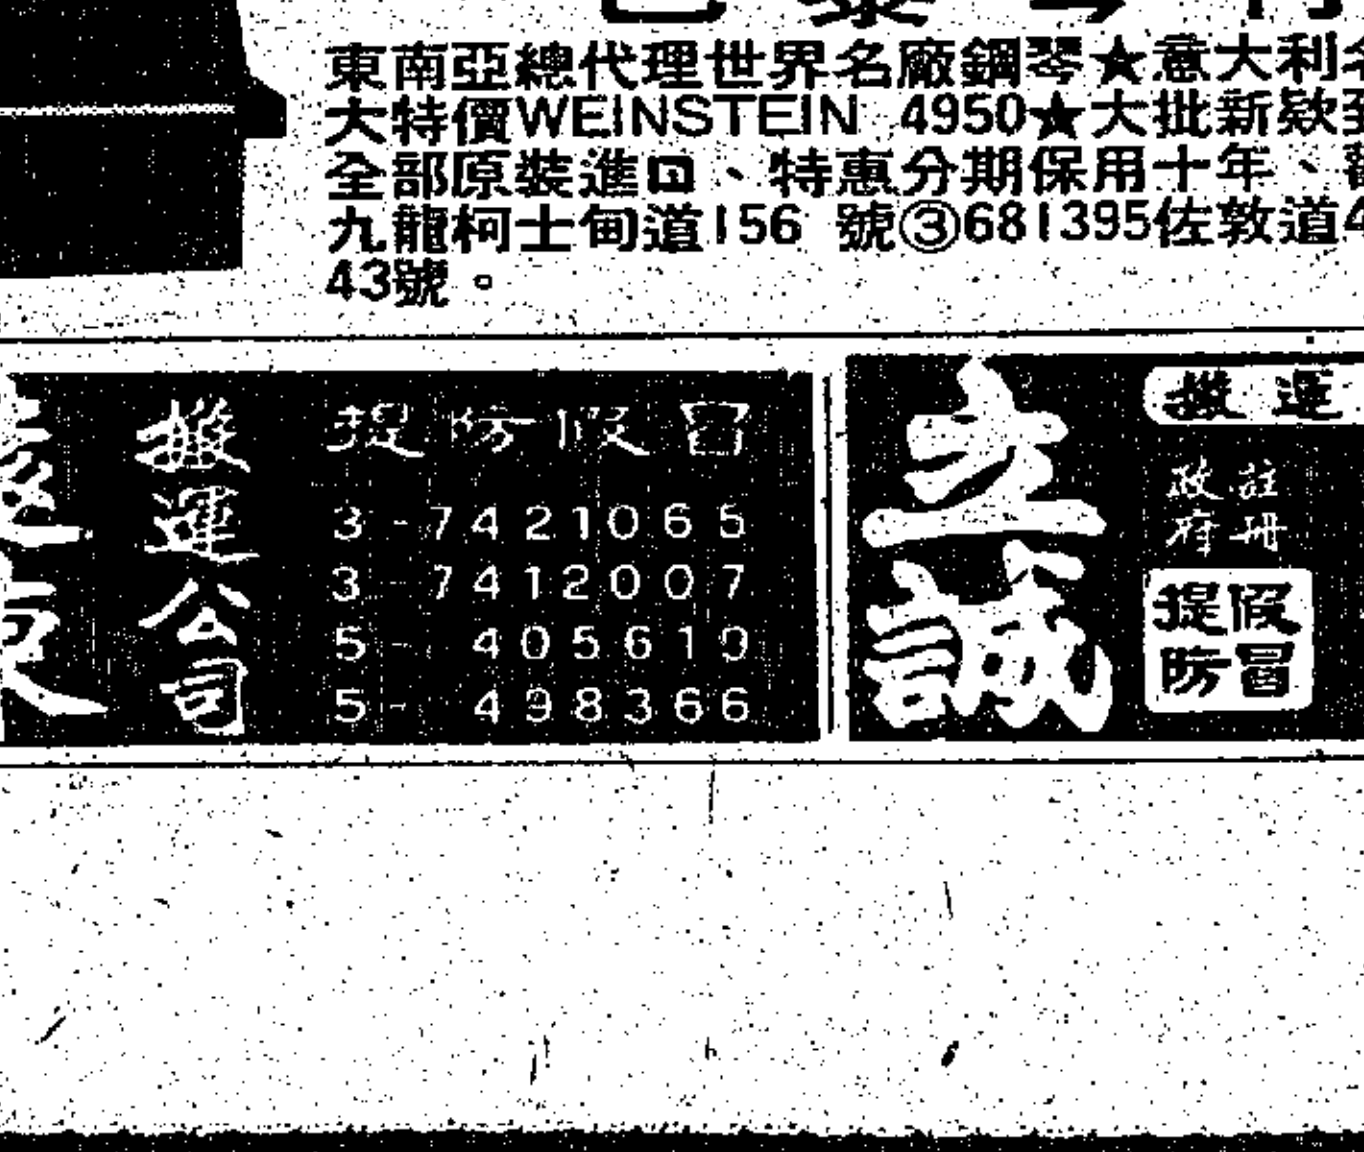 東南亞總代理世界名廠鋼琴★意大利名
大特價WEINSTEIN 4950★大批新欵到
全部原裝進口、特惠分期保用十年、
九龍柯士甸道156 號③681395佐敦道4
43號。
搬運公司
提防假冒
3-7421065
3-7412007
5-405619
5-498366
立誠
搬運
政府註冊
提防假冒